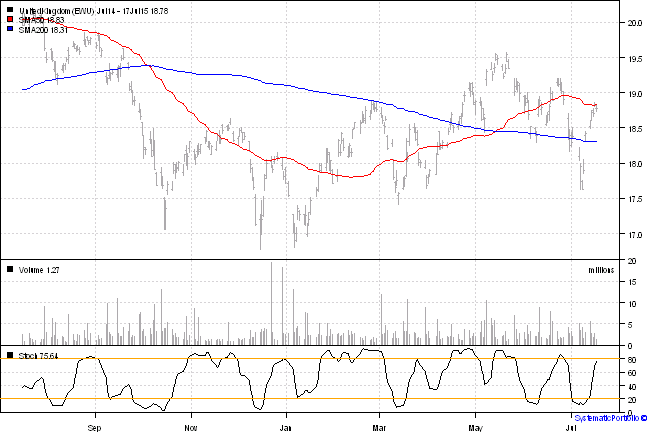 United Kingdom (EWU) Jul14 - 17Jul15 18.78
SMA50 18.83
SMA200 18.31
20.0
19.5
19.0
18.5
18.0
17.5
17.0
Volume 1.27
millions
20
15
10
5
0
Stoch 75.64
80
60
40
20
0
Sep
Nov
Jan
Mar
May
Jul
SystematicPortfolio ©